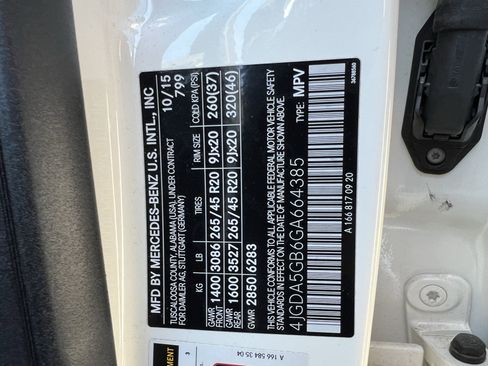 MFD BY MERCEDES-BENZ U.S. INTL., INC 10/15
TUSCALOOSA COUNTY, ALABAMA (USA), UNDER CONTRACT 799
FOR DAIMLER AG, STUTTGART (GERMANY)
KG LB TIRES RIM SIZE COLD KPA (PSI)
GAWR FRONT 1400 3086 265/45 R20 9Jx20 260(37)
GAWR REAR 1600 3527 265/45 R20 9Jx20 320(46)
GWR 2850 6283
THIS VEHICLE CONFORMS TO ALL APPLICABLE FEDERAL MOTOR VEHICLE SAFETY
STANDARDS IN EFFECT ON THE DATE OF MANUFACTURE SHOWN ABOVE.
4JGDA5GB6GA664385 TYPE: MPV
A 166 817 09 20
A 166 584 35 04
3